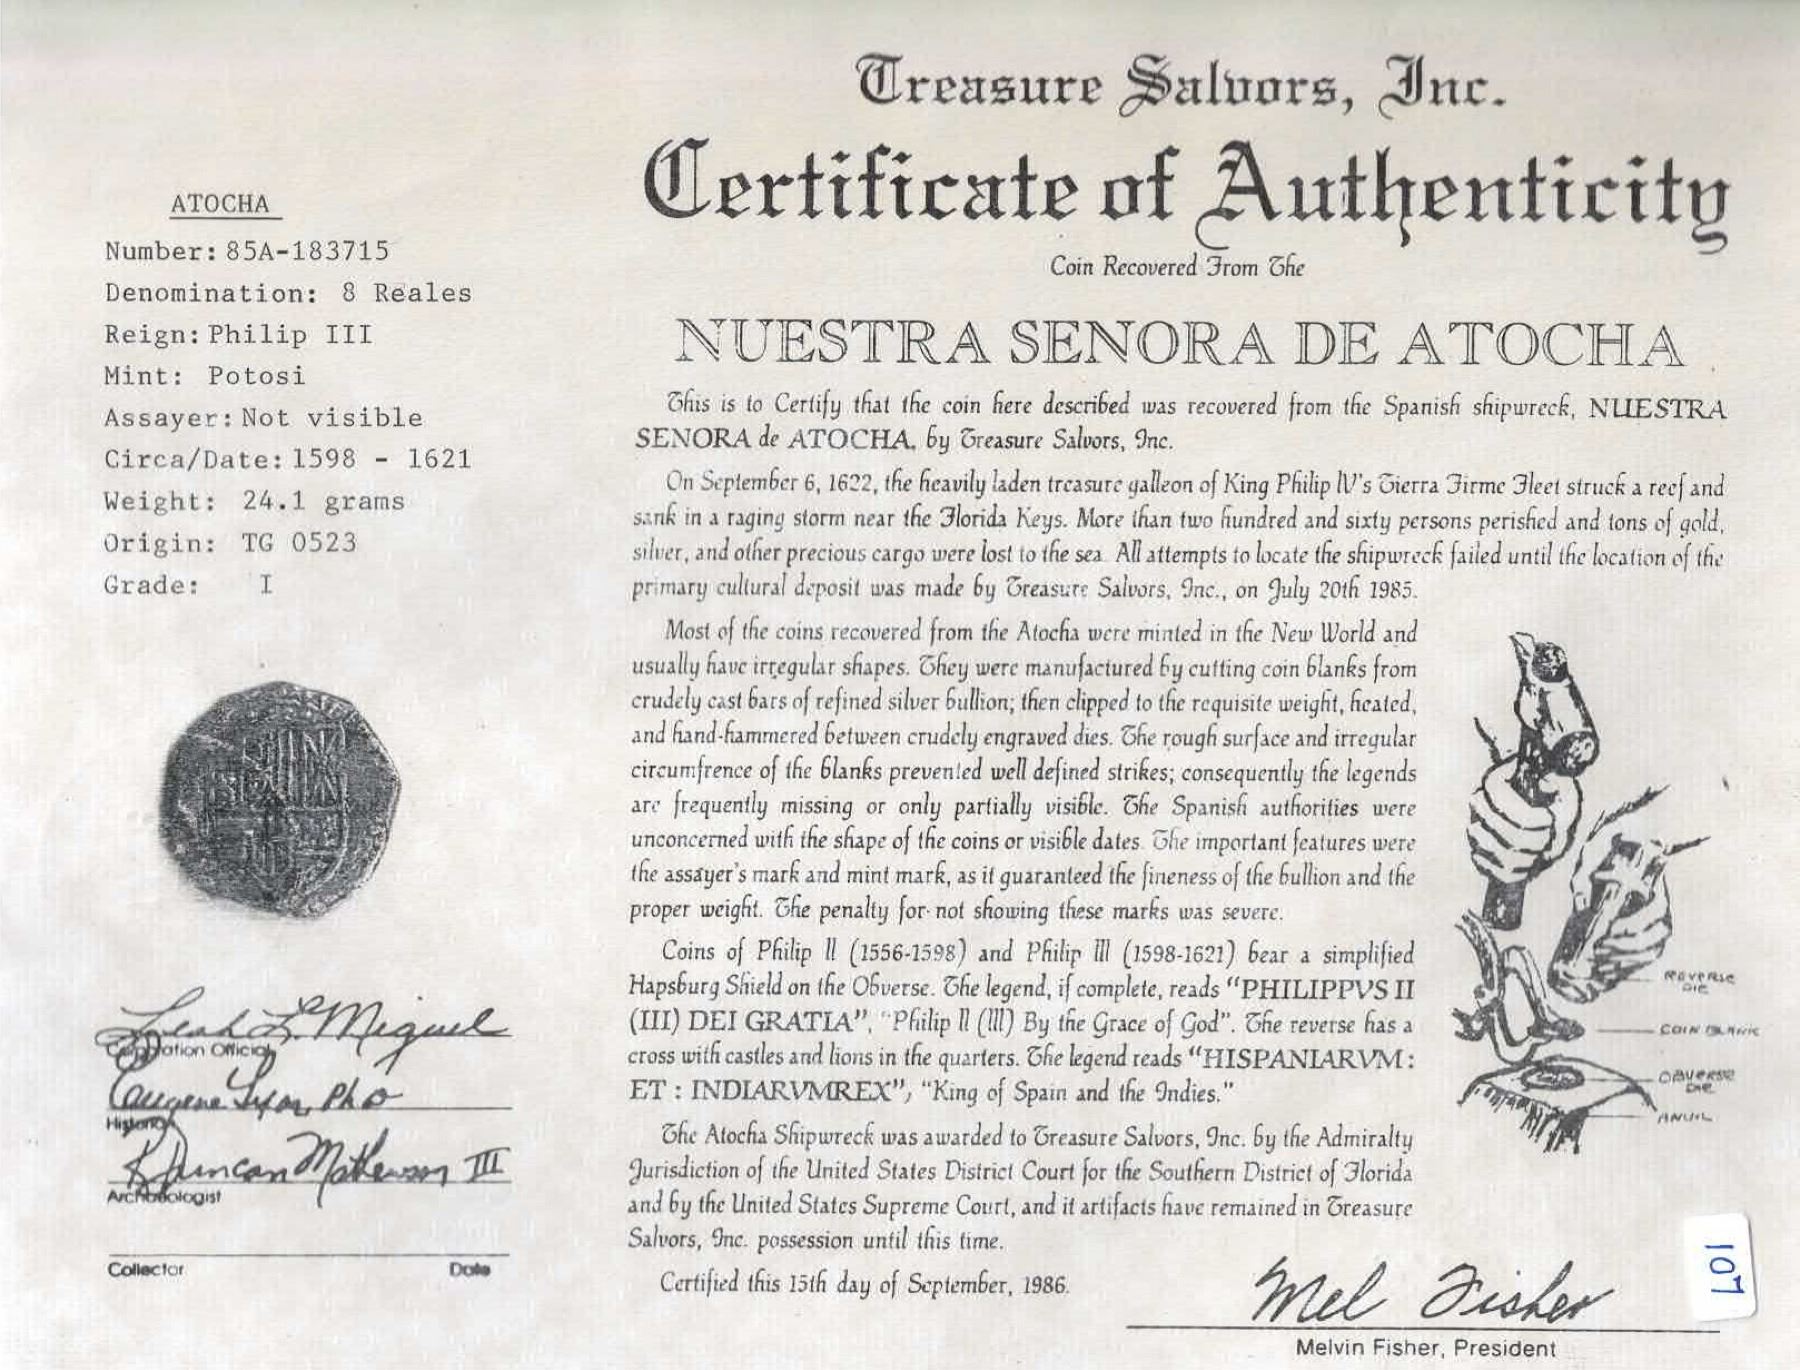 Treasure Salvors, Inc.
Certificate of Authenticity
Coin Recovered From The
NUESTRA SENORA DE ATOCHA
ATOCHA
Number: 85A-183715
Denomination: 8 Reales
Reign: Philip III
Mint: Potosi
Assayer: Not visible
Circa/Date: 1598 - 1621
Weight: 24.1 grams
Origin: TG 0523
Grade: I
Leah L. Miguel
Corporation Official
Eugene Lyon, PhD
Historian
R Duncan Mathewson III
Archaeologist
Collector Date
This is to Certify that the coin here described was recovered from the Spanish shipwreck, NUESTRA
SENORA de ATOCHA, by Treasure Salvors, Inc.
On September 6, 1622, the heavily laden treasure galleon of King Philip IV's Tierra Firme Fleet struck a reef and
sank in a raging storm near the Florida Keys. More than two hundred and sixty persons perished and tons of gold,
silver, and other precious cargo were lost to the sea. All attempts to locate the shipwreck failed until the location of the
primary cultural deposit was made by Treasure Salvors, Inc., on July 20th 1985.
Most of the coins recovered from the Atocha were minted in the New World and
usually have irregular shapes. They were manufactured by cutting coin blanks from
crudely cast bars of refined silver bullion; then clipped to the requisite weight, heated,
and hand-hammered between crudely engraved dies. The rough surface and irregular
circumfrence of the blanks prevented well defined strikes; consequently the legends
are frequently missing or only partially visible. The Spanish authorities were
unconcerned with the shape of the coins or visible dates. The important features were
the assayer's mark and mint mark, as it guaranteed the fineness of the bullion and the
proper weight. The penalty for not showing these marks was severe.
Coins of Philip II (1556-1598) and Philip III (1598-1621) bear a simplified
Hapsburg Shield on the Obverse. The legend, if complete, reads "PHILIPPVS II
(III) DEI GRATIA", "Philip II (III) By the Grace of God". The reverse has a
cross with castles and lions in the quarters. The legend reads "HISPANIARVM:
ET : INDIARVMREX", "King of Spain and the Indies."
The Atocha Shipwreck was awarded to Treasure Salvors, Inc. by the Admiralty
Jurisdiction of the United States District Court for the Southern District of Florida
and by the United States Supreme Court, and it artifacts have remained in Treasure
Salvors, Inc. possession until this time.
Certified this 15th day of September, 1986.
REVERSE
DIE
COIN BLANK
OBVERSE
DIE
ANVIL
107
Mel Fisher
Melvin Fisher, President